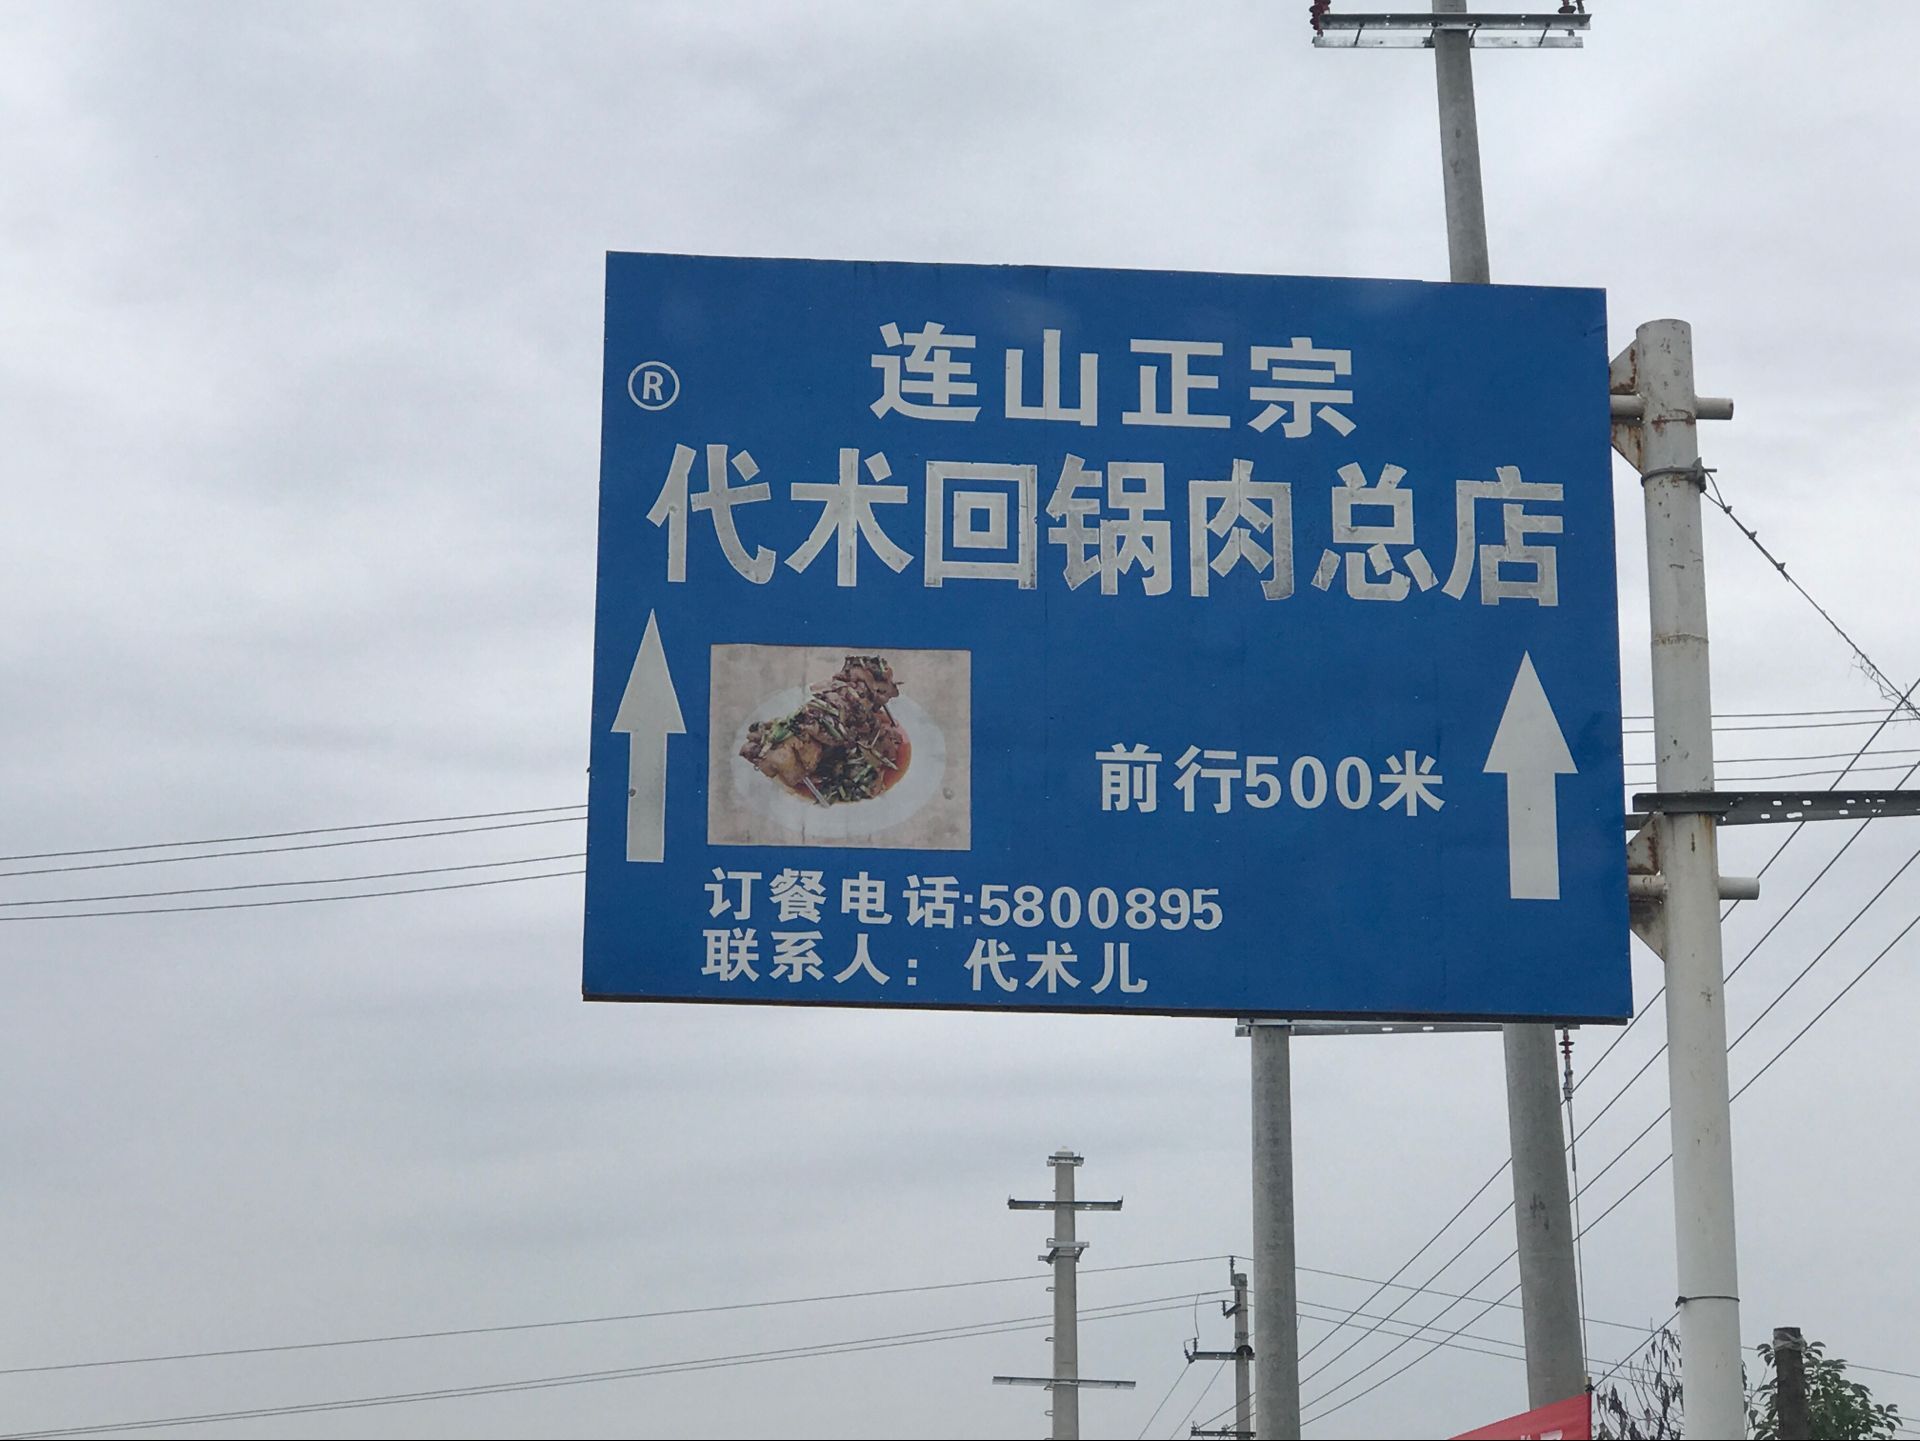 ®
连山正宗
代术回锅肉总店
前行500米
订餐电话:5800895
联系人：代术儿